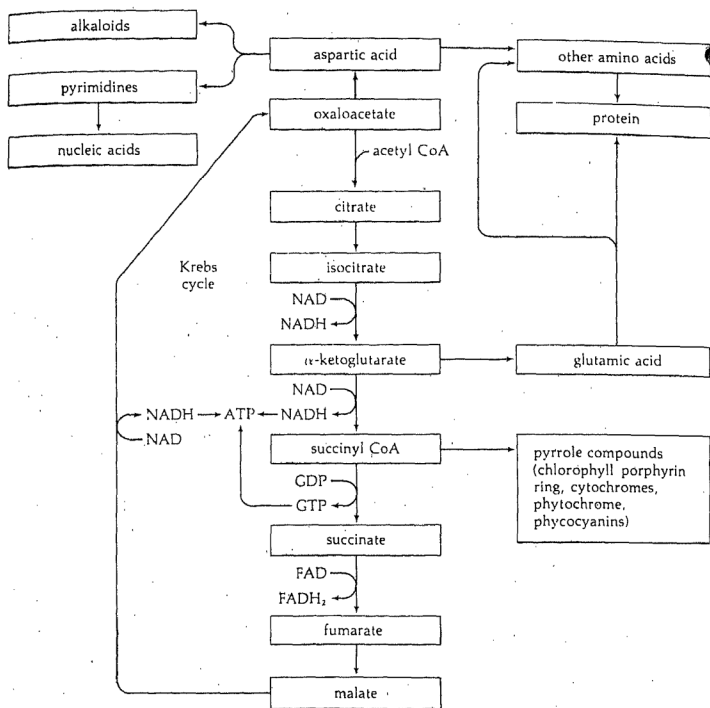 alkaloids
aspartic acid
other amino acids
pyrimidines
oxaloacetate
protein
nucleic acids
acetyl CoA
citrate
Krebs
cycle
isocitrate
NAD
NADH
α-ketoglutarate
glutamic acid
NAD
NADH
ATP
NADH
NAD
succinyl CoA
pyrrole compounds
(chlorophyll porphyrin
ring, cytochromes,
phytochrome,
phycocyanins)
GDP
GTP
succinate
FAD
FADH₂
fumarate
malate